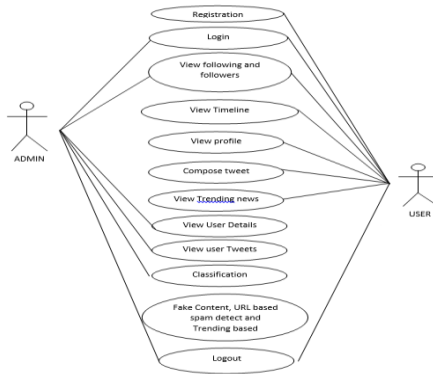 Registration
Login
View following and
followers
View Timeline
View profile
ADMIN
Compose tweet
View Trending news
USER
View User Details
View user Tweets
Classification
Fake Content, URL based
spam detect and
Trending based
Logout